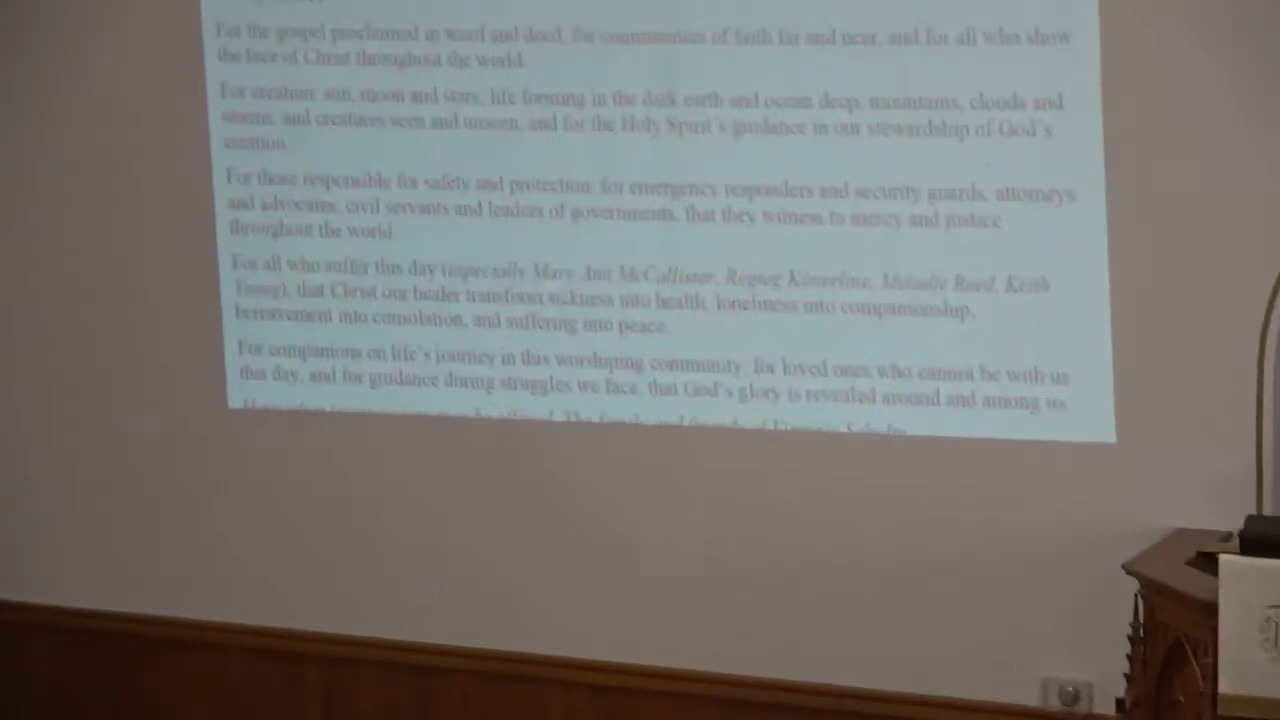 For the gospel proclaimed in word and deed, for communities of faith far and near, and for all who show
the face of Christ throughout the world.
For creation: sun, moon and stars, life forming in the dark earth and ocean deep, mountains, clouds and
storms, and creatures seen and unseen, and for the Holy Spirit's guidance in our stewardship of God's
creation.
For those responsible for safety and protection: for emergency responders and security guards, attorneys
and advocates, civil servants and leaders of governments, that they witness to mercy and justice
throughout the world.
For all who suffer this day (especially Mary Ann McCollister, Reed, Keith
Young), that Christ our healer transform sickness into health, loneliness into companionship,
bereavement into consolation, and suffering into peace.
For companions on life's journey in this worshiping community, for loved ones who cannot be with us
this day, and for guidance during struggles we face, that God's glory is revealed around and among us.